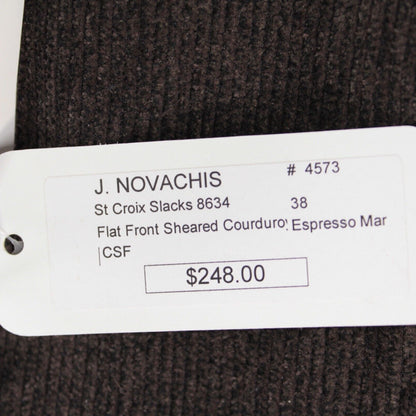 J. NOVACHIS # 4573
St Croix Slacks 8634 38
Flat Front Sheared Courduroy Espresso Mar
CSF
$248.00